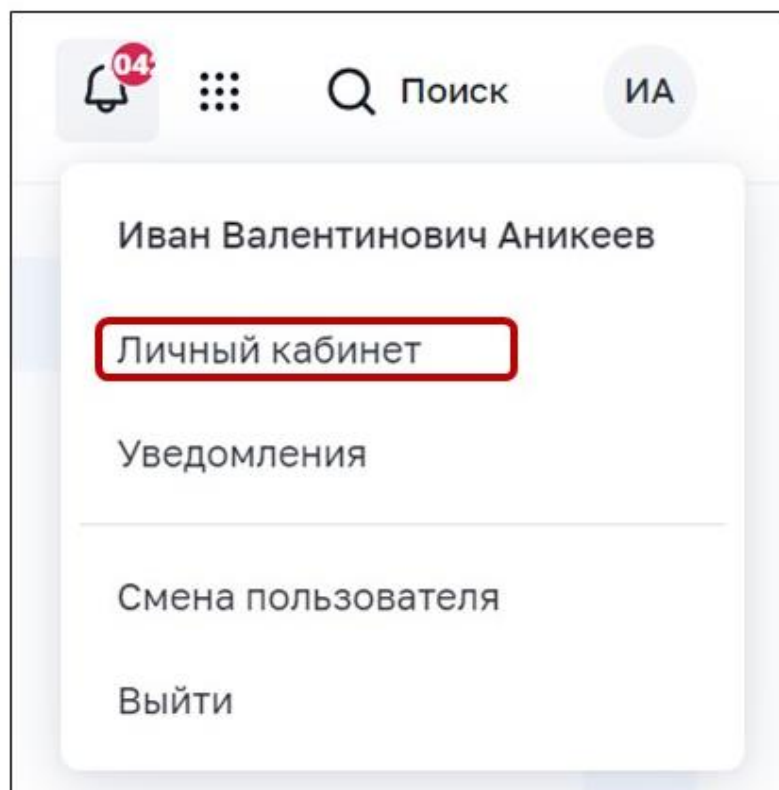 04
Поиск
ИА
Иван Валентинович Аникеев
Личный кабинет
Уведомления
Смена пользователя
Выйти